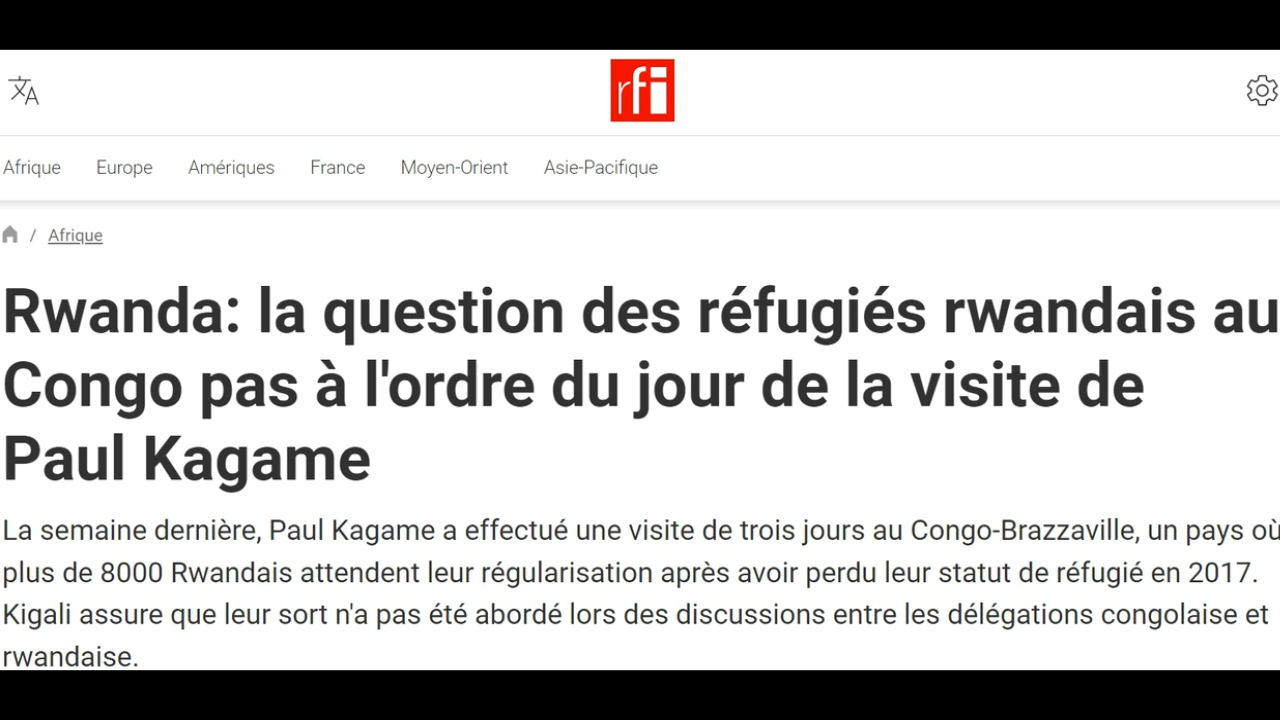 rfi
Afrique Europe Amériques France Moyen-Orient Asie-Pacifique
/ Afrique
Rwanda: la question des réfugiés rwandais au
Congo pas à l'ordre du jour de la visite de
Paul Kagame
La semaine dernière, Paul Kagame a effectué une visite de trois jours au Congo-Brazzaville, un pays où
plus de 8000 Rwandais attendent leur régularisation après avoir perdu leur statut de réfugié en 2017.
Kigali assure que leur sort n'a pas été abordé lors des discussions entre les délégations congolaise et
rwandaise.